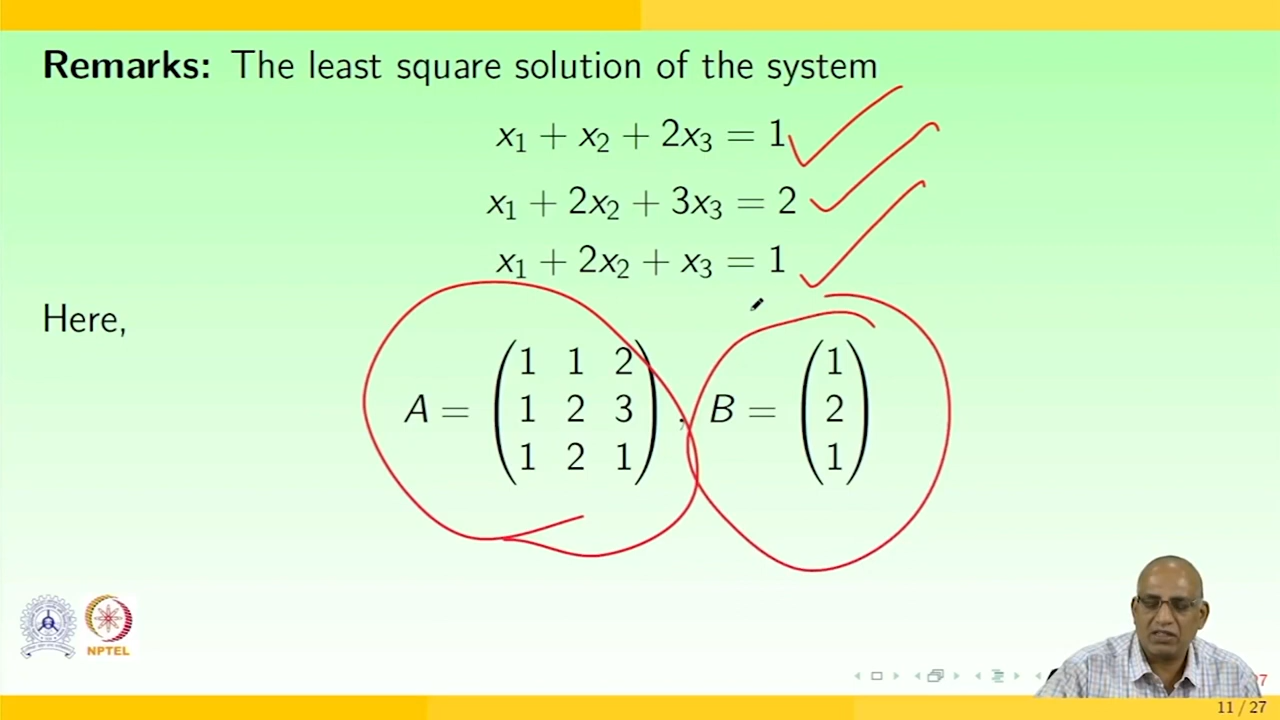 Remarks: The least square solution of the system
x₁ + x₂ + 2x₃ = 1
x₁ + 2x₂ + 3x₃ = 2
x₁ + 2x₂ + x₃ = 1
Here,
A = (1 1 2
1 2 3
1 2 1), B = (1
2
1)
NPTEL
11 / 27